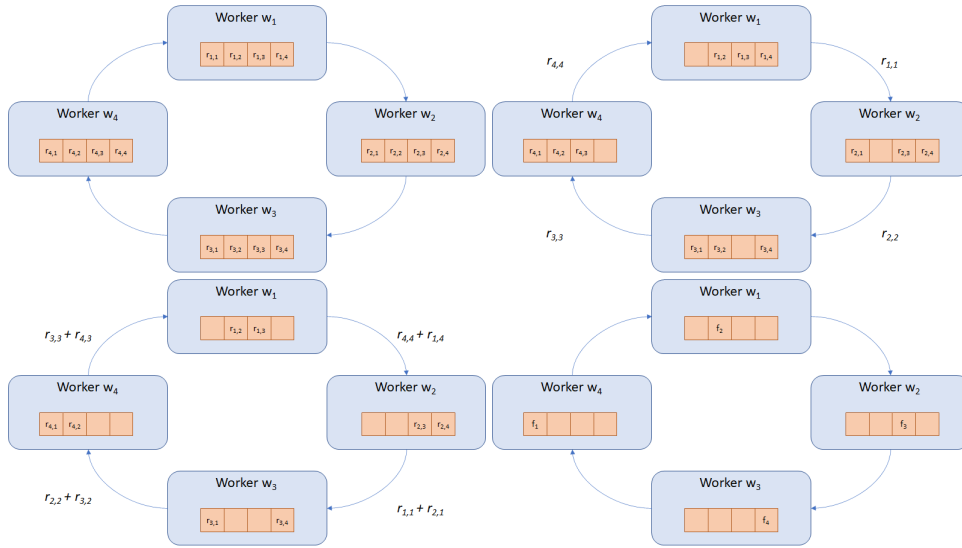 Worker w1
r1,1 r1,2 r1,3 r1,4
Worker w4
r4,1 r4,2 r4,3 r4,4
Worker w2
r2,1 r2,2 r2,3 r2,4
Worker w3
r3,1 r3,2 r3,3 r3,4
Worker w1
r1,2 r1,3 r1,4
r4,4
r1,1
Worker w4
r4,1 r4,2 r4,3
Worker w2
r2,1 r2,3 r2,4
Worker w3
r3,1 r3,2 r3,4
r3,3
r2,2
Worker w1
r1,2 r1,3
r3,3 + r4,3
r4,4 + r1,4
Worker w4
r4,1 r4,2
Worker w2
r2,3 r2,4
Worker w3
r3,1 r3,4
r2,2 + r3,2
r1,1 + r2,1
Worker w1
f2
Worker w4
f1
Worker w2
f3
Worker w3
f4